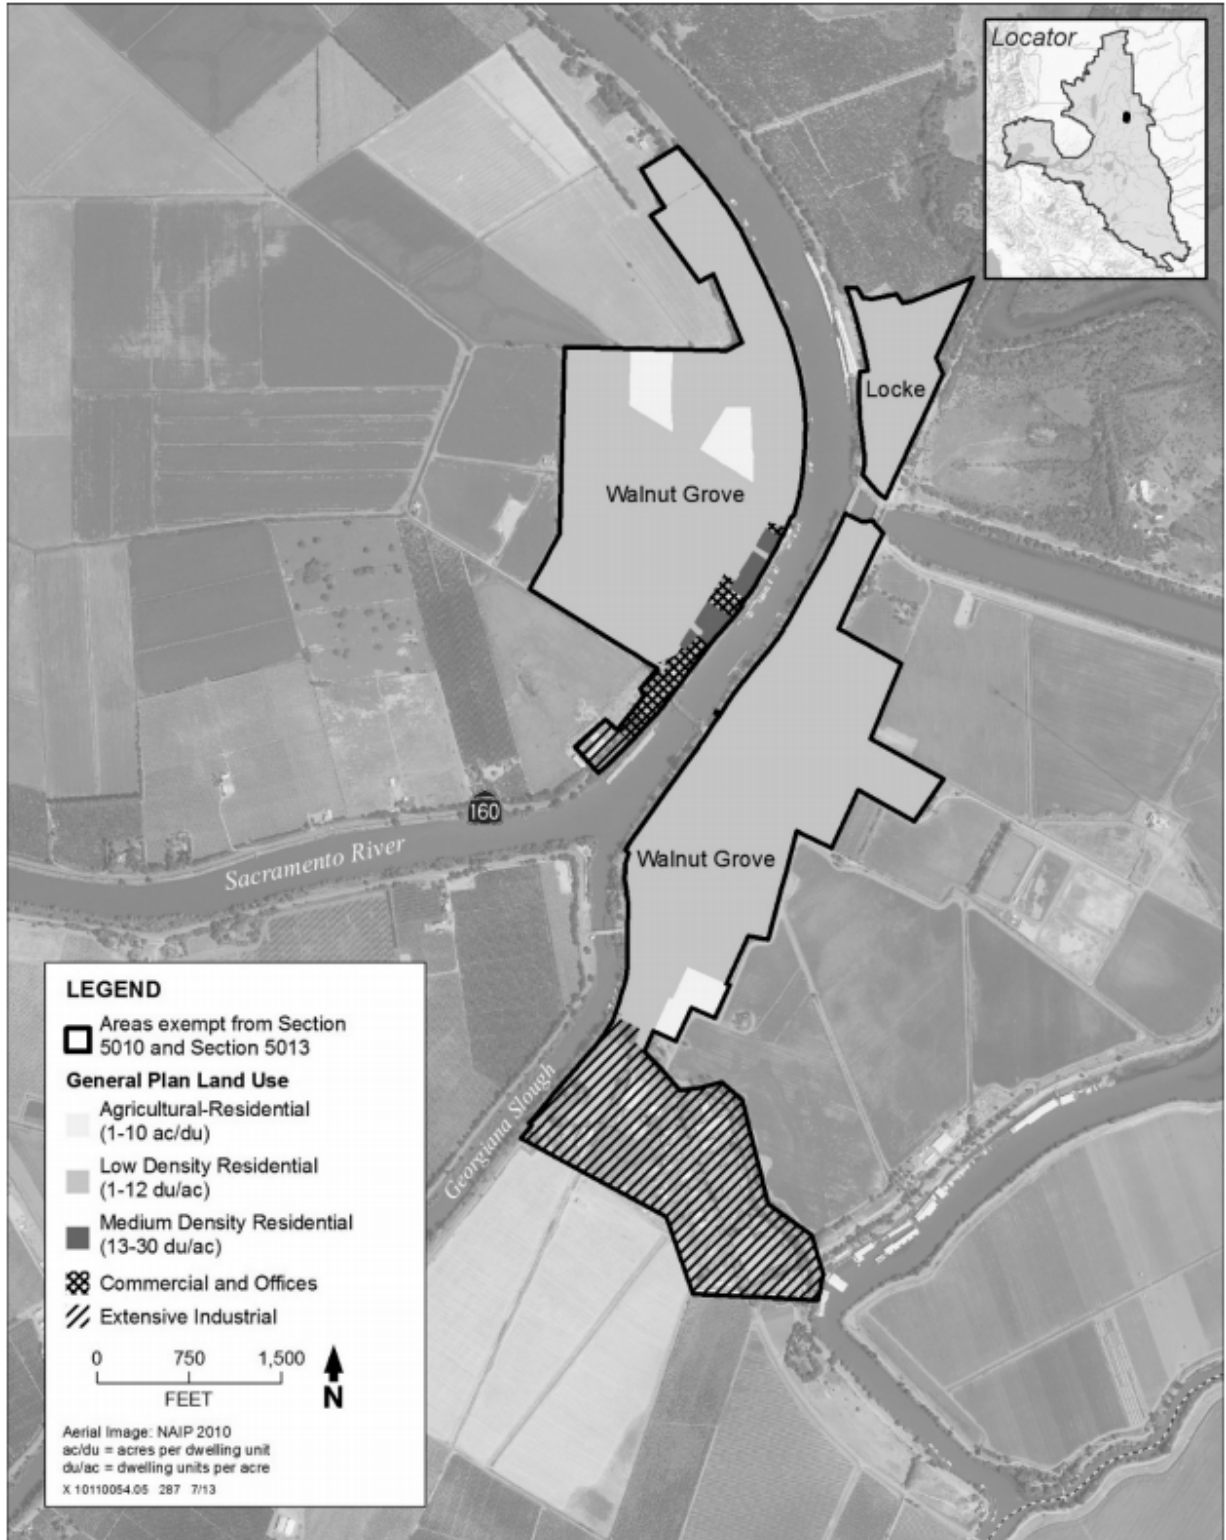 Locator
Locke
Walnut Grove
160
Sacramento River
Walnut Grove
Georgiana Slough
LEGEND
Areas exempt from Section
5010 and Section 5013
General Plan Land Use
Agricultural-Residential
(1-10 ac/du)
Low Density Residential
(1-12 du/ac)
Medium Density Residential
(13-30 du/ac)
Commercial and Offices
Extensive Industrial
0 750 1,500
FEET
N
Aerial Image: NAIP 2010
ac/du = acres per dwelling unit
du/ac = dwelling units per acre
X 10110054.05 287 7/13